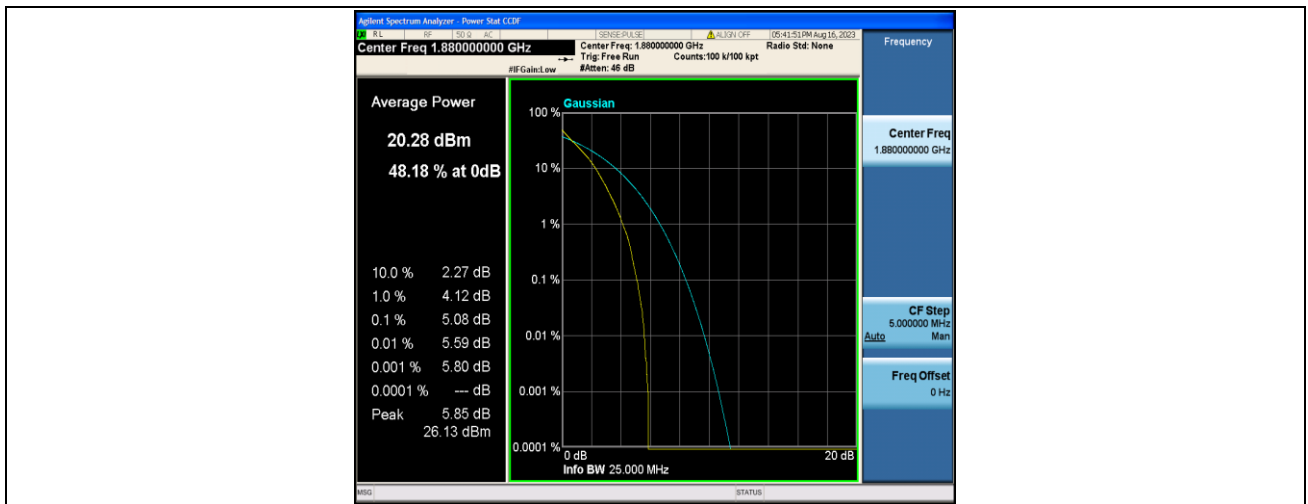 Agilent Spectrum Analyzer - Power Stat CCDF
RL RF 50 Ω AC SENSE:PULSE ALIGN OFF 05:41:51 PM Aug 16, 2023
Center Freq 1.880000000 GHz
Center Freq: 1.880000000 GHz Radio Std: None
Trig: Free Run Counts:100 k/100 kpt
#IFGain:Low #Atten: 46 dB
Frequency
Average Power
20.28 dBm
48.18 % at 0dB
10.0 % 2.27 dB
1.0 % 4.12 dB
0.1 % 5.08 dB
0.01 % 5.59 dB
0.001 % 5.80 dB
0.0001 % --- dB
Peak 5.85 dB
26.13 dBm
Gaussian
100 %
10 %
1 %
0.1 %
0.01 %
0.001 %
0.0001 %
0 dB 20 dB
Info BW 25.000 MHz
Center Freq
1.880000000 GHz
CF Step
5.000000 MHz
Auto Man
Freq Offset
0 Hz
MSG STATUS